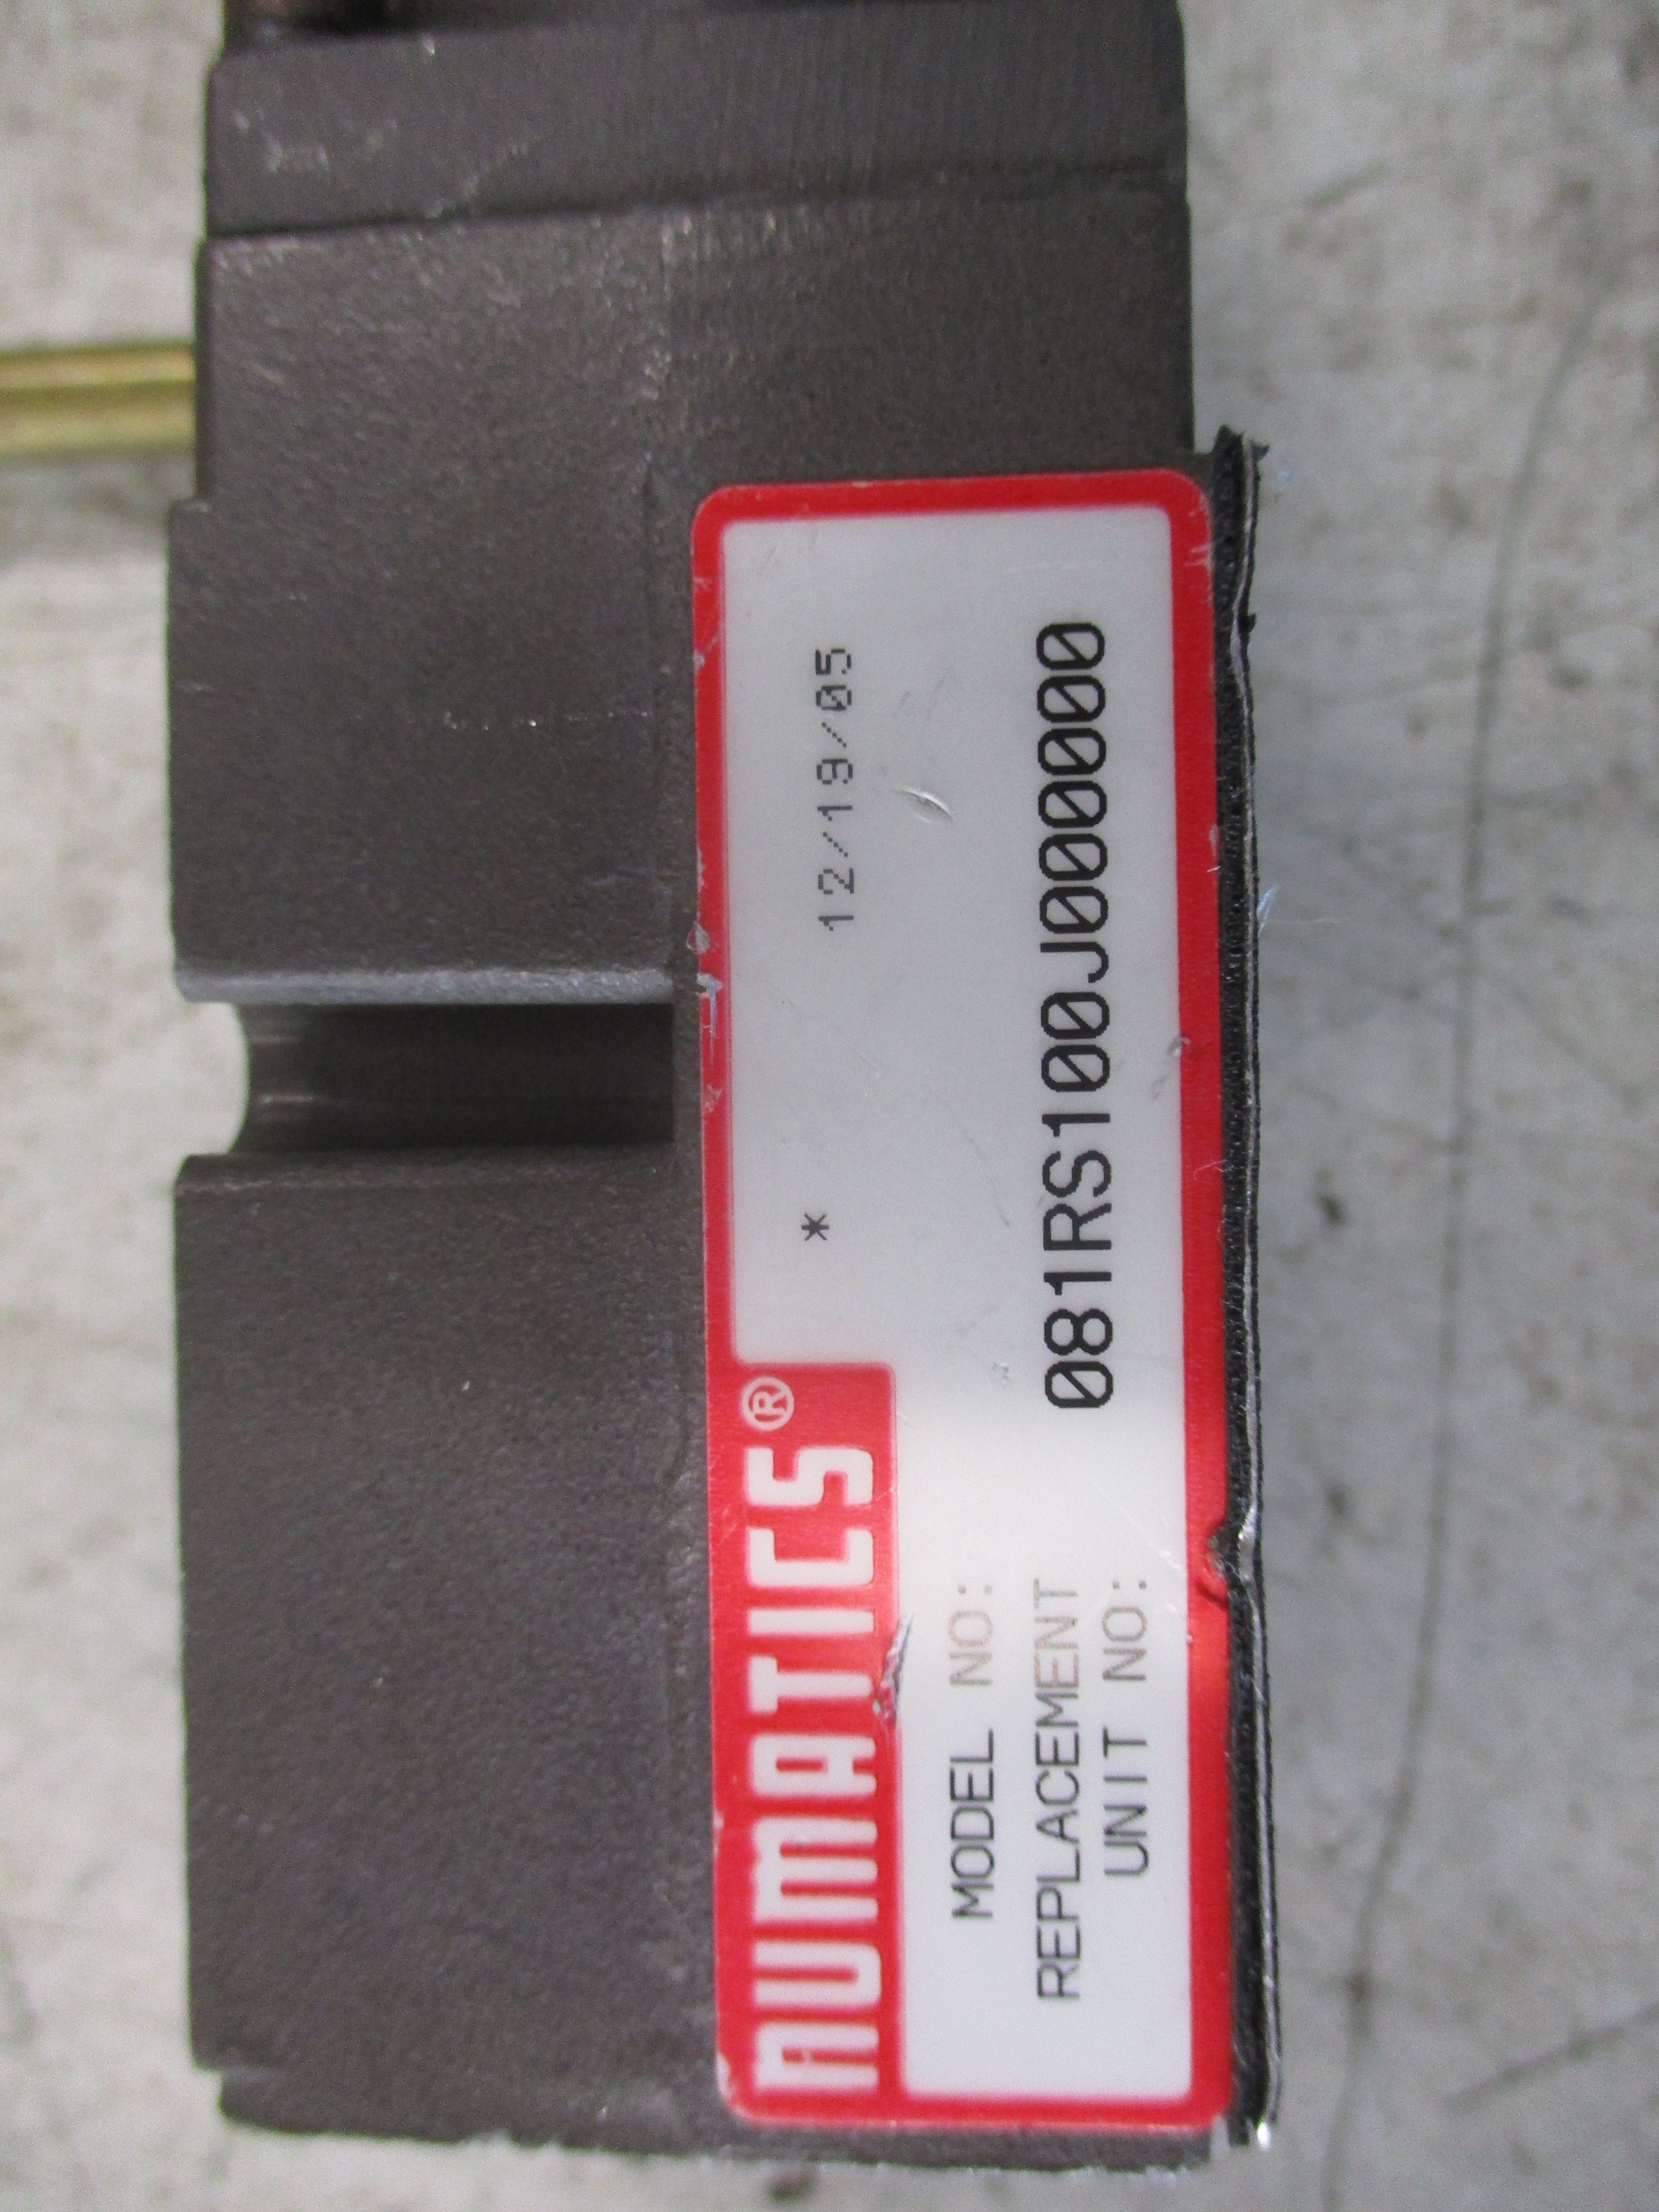 NUMATICS®
* 12/19/05
MODEL NO:
REPLACEMENT 081RS100J000000
UNIT NO: